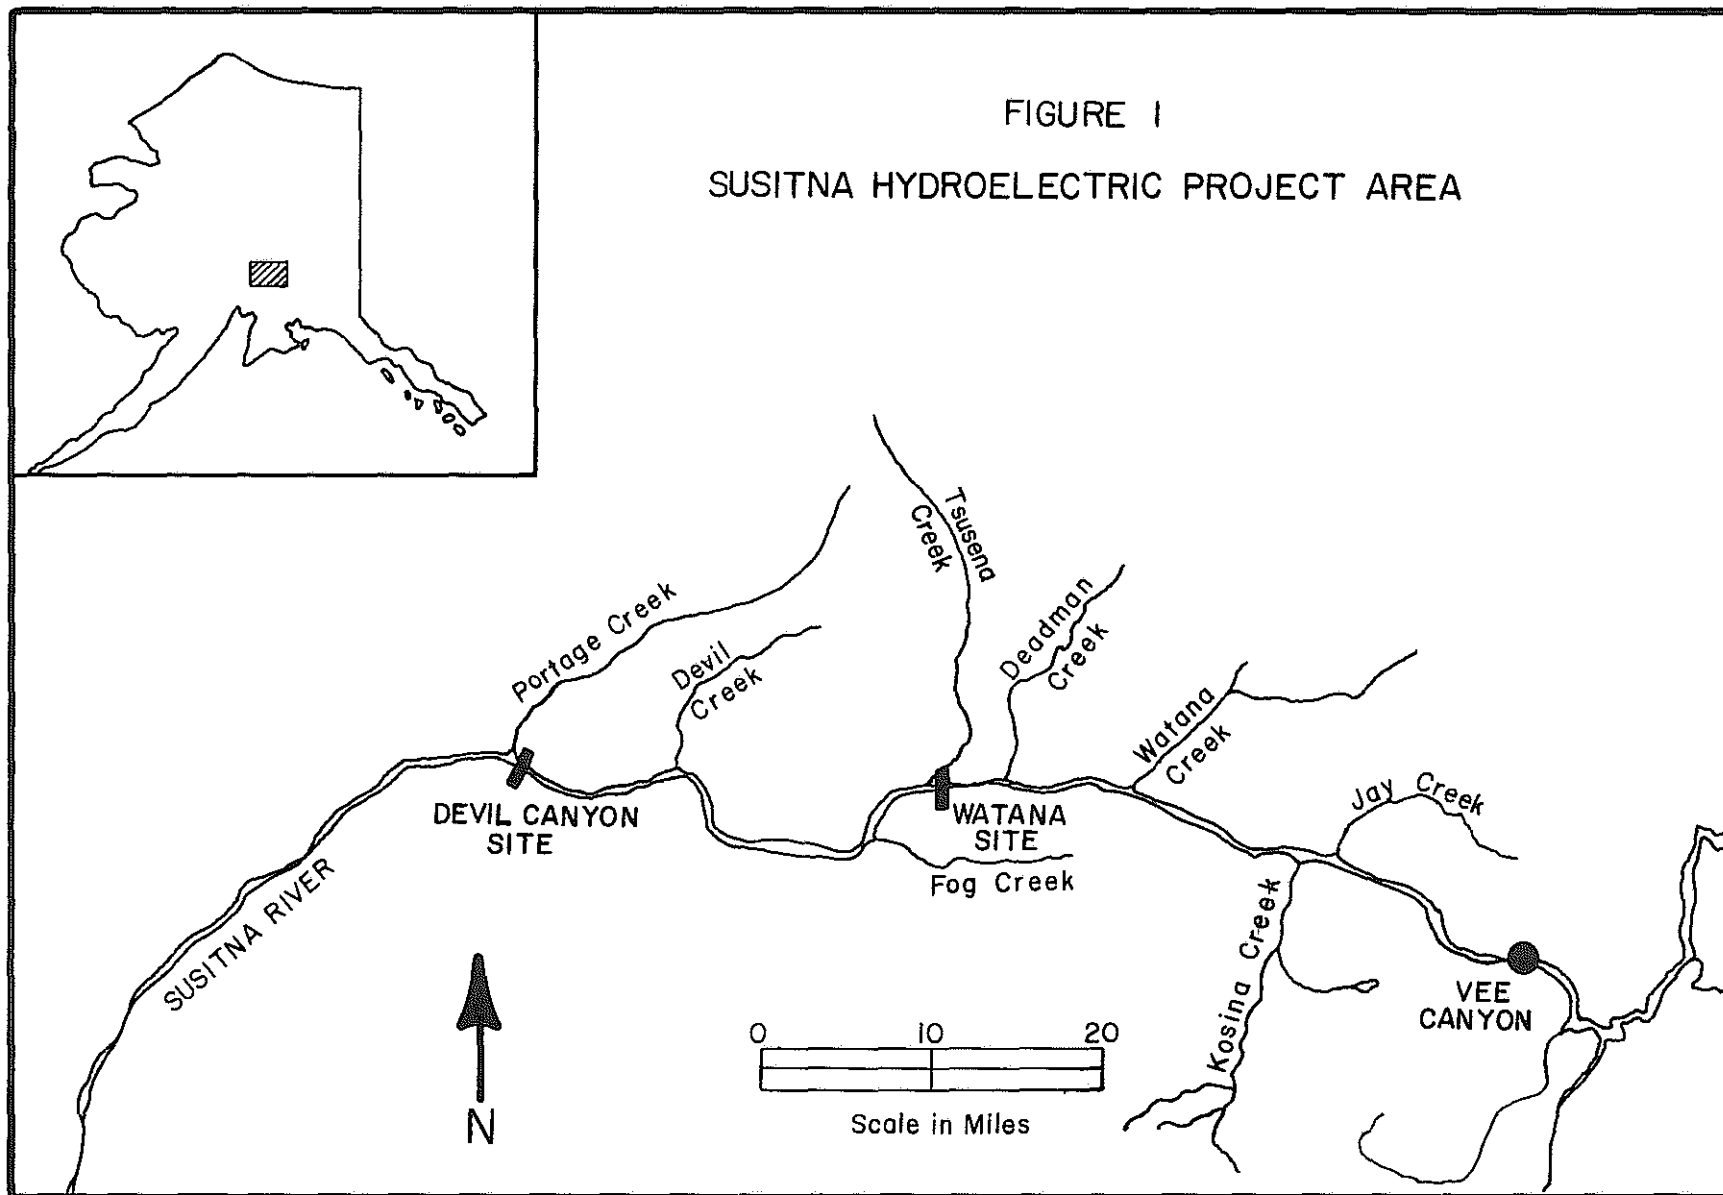 FIGURE 1
SUSITNA HYDROELECTRIC PROJECT AREA
Tsusena
Creek
Portage Creek
Devil
Creek
Deadman
Creek
Watana
Creek
Jay Creek
DEVIL CANYON
SITE
WATANA
SITE
Fog Creek
SUSITNA RIVER
Kosina Creek
VEE
CANYON
N
0 10 20
Scale in Miles